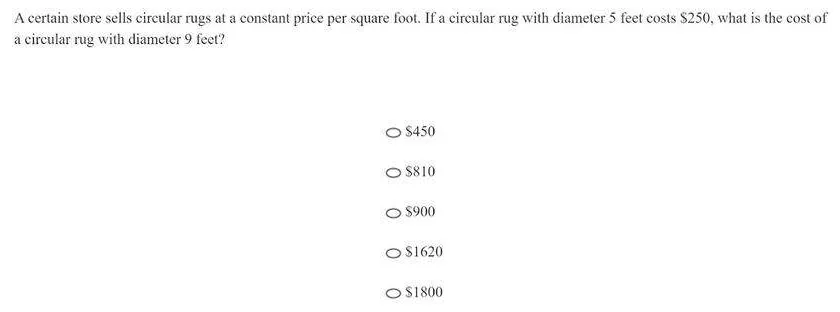 A certain store sells circular rugs at a constant price per square foot. If a circular rug with diameter 5 feet costs $250, what is the cost of
a circular rug with diameter 9 feet?
$450
$810
$900
$1620
$1800